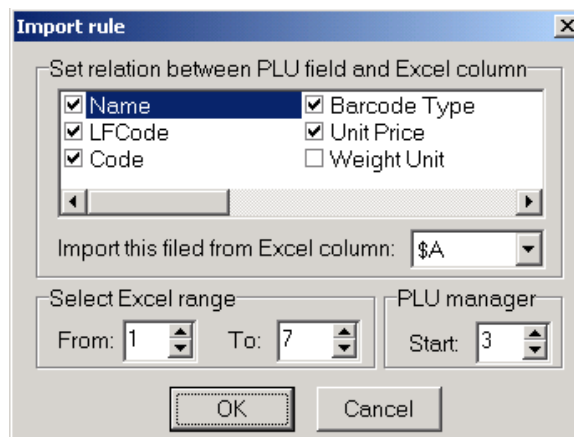 Import rule
Set relation between PLU field and Excel column
Name Barcode Type
LFCode Unit Price
Code Weight Unit
Import this filed from Excel column: $A
Select Excel range PLU manager
From: 1 To: 7 Start: 3
OK Cancel